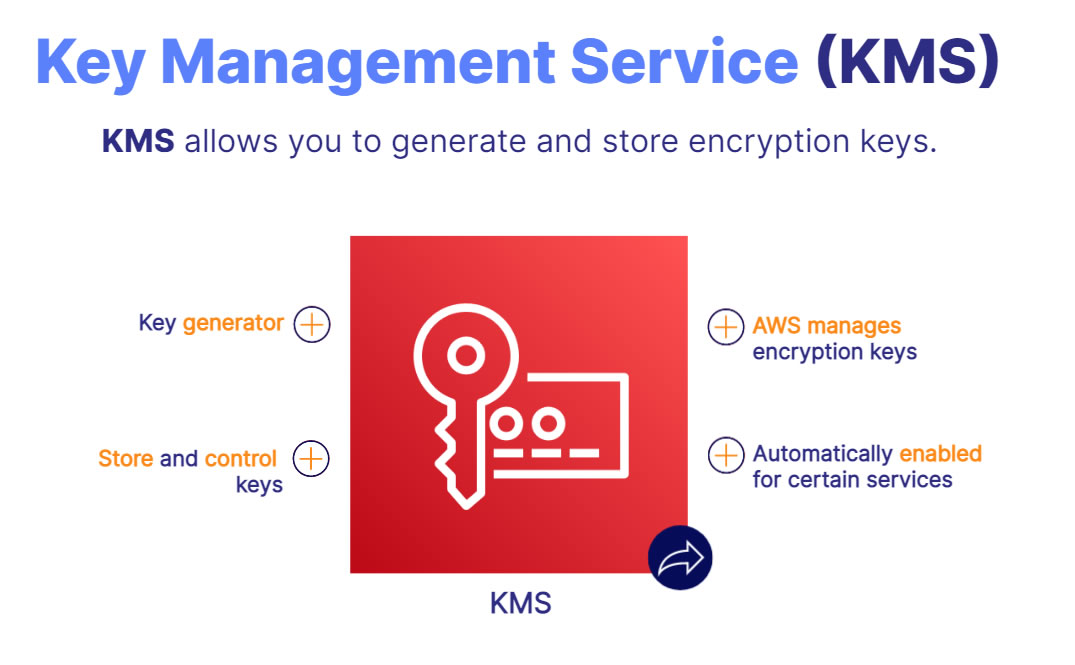 Key Management Service (KMS)
KMS allows you to generate and store encryption keys.
Key generator
Store and control
keys
AWS manages
encryption keys
Automatically enabled
for certain services
KMS